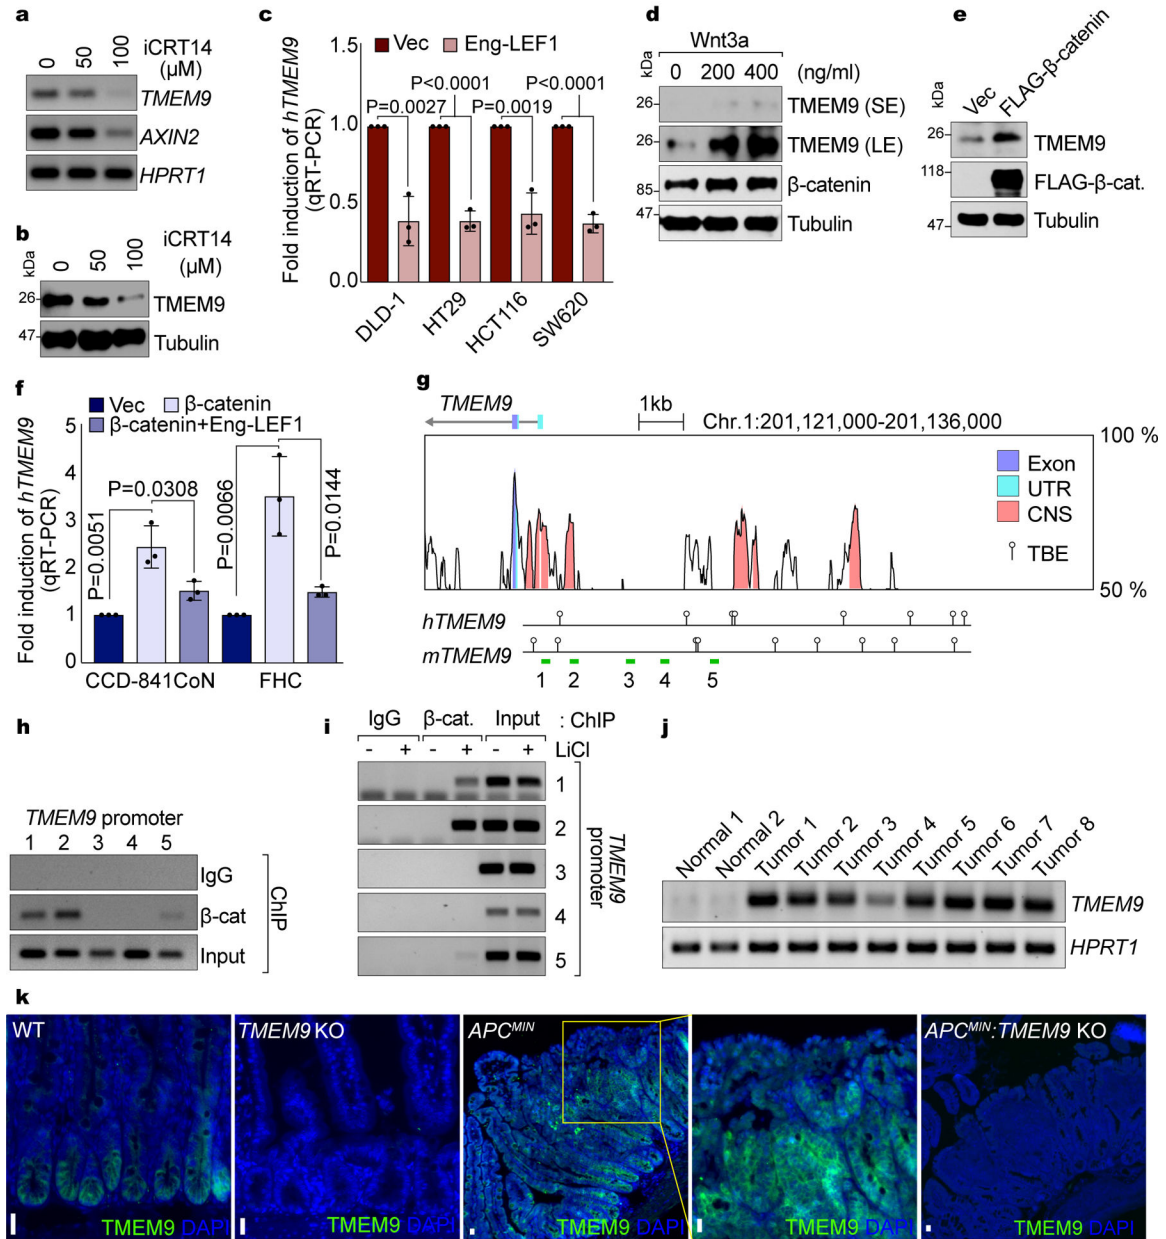 a
0 50 100 iCRT14 (µM)
TMEM9
AXIN2
HPRT1
b
kDa 0 50 100 iCRT14 (µM)
26 TMEM9
47 Tubulin
c
Fold induction of hTMEM9
(qRT-PCR)
Vec Eng-LEF1
P<0.0001 P<0.0001
P=0.0027 P=0.0019
1.5
1.0
0.5
0.0
DLD-1 HT29 HCT116 SW620
d
Wnt3a
kDa 0 200 400 (ng/ml)
26 TMEM9 (SE)
26 TMEM9 (LE)
85 β-catenin
47 Tubulin
e
kDa Vec FLAG-β-catenin
26 TMEM9
118 FLAG-β-cat.
47 Tubulin
f
Fold induction of hTMEM9
(qRT-PCR)
Vec β-catenin
β-catenin+Eng-LEF1
5
4
3
2
1
0
P=0.0051 P=0.0308 P=0.0066 P=0.0144
CCD-841CoN FHC
g
TMEM9 1kb Chr.1:201,121,000-201,136,000
100 %
Exon
UTR
CNS
TBE
50 %
hTMEM9
mTMEM9
1 2 3 4 5
h
TMEM9 promoter
1 2 3 4 5
IgG
β-cat
Input
ChIP
i
IgG β-cat. Input : ChIP
- + - + - + LiCl
1
2
3
4
5
TMEM9
promoter
j
Normal 1 Normal 2 Tumor 1 Tumor 2 Tumor 3 Tumor 4 Tumor 5 Tumor 6 Tumor 7 Tumor 8
TMEM9
HPRT1
k
WT TMEM9 KO APC^MIN APC^MIN:TMEM9 KO
TMEM9 DAPI TMEM9 DAPI TMEM9 DAPI TMEM9 DAPI TMEM9 DAPI